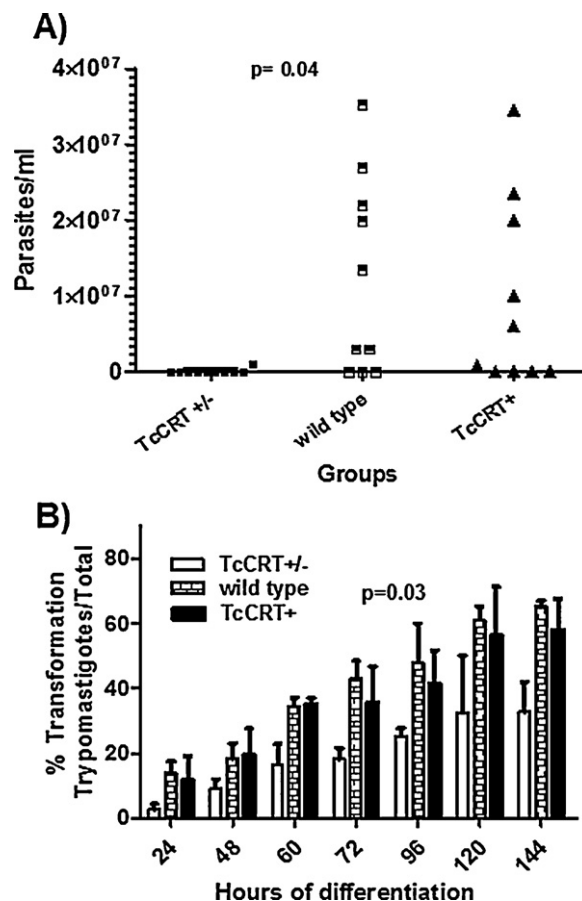 A)
p= 0.04
4×10⁰⁷
3×10⁰⁷
2×10⁰⁷
1×10⁰⁷
0
Parasites/ml
TcCRT +/-
wild type
TcCRT+
Groups
B)
TcCRT+/-
wild type
TcCRT+
p=0.03
% Transformation
Trypomastigotes/Total
80
60
40
20
0
24 48 60 72 96 120 144
Hours of differentiation